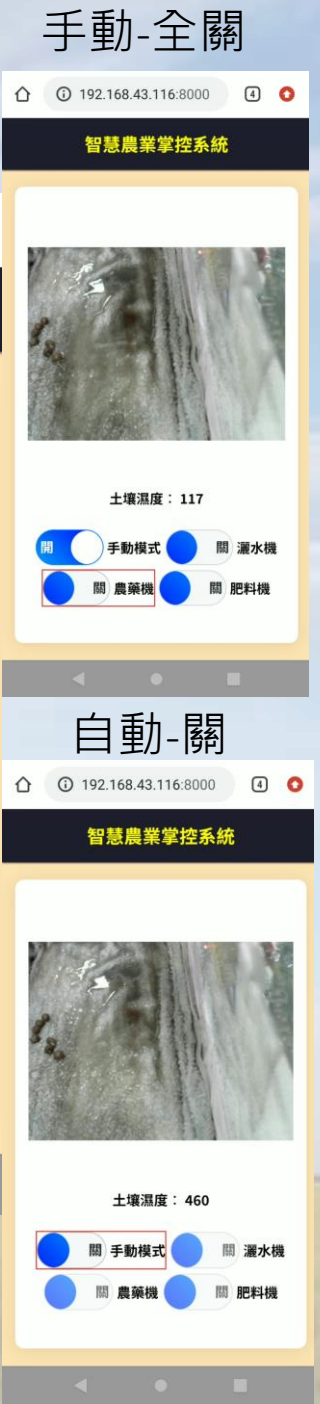 手動-全關
192.168.43.116:8000
4
智慧農業掌控系統
土壤濕度： 117
開 手動模式 關 灑水機
關 農藥機 關 肥料機
自動-關
192.168.43.116:8000
4
智慧農業掌控系統
土壤濕度： 460
關 手動模式 關 灑水機
關 農藥機 關 肥料機